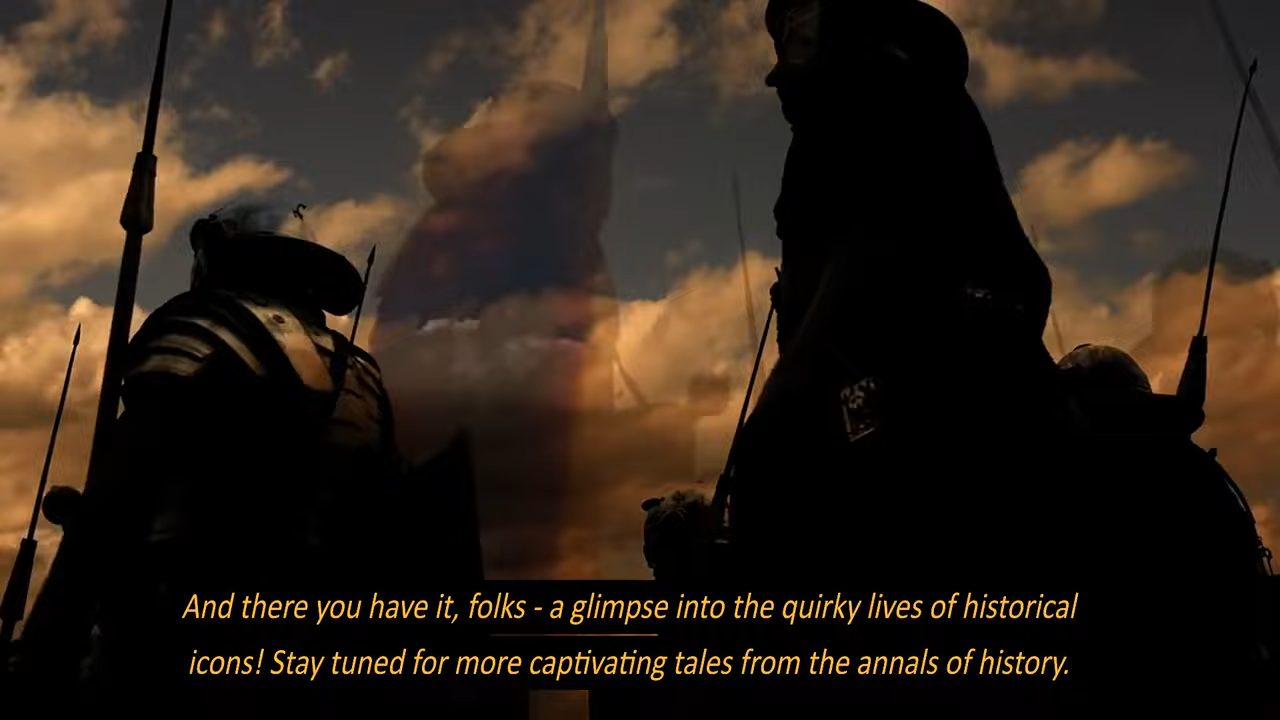 And there you have it, folks - a glimpse into the quirky lives of historical
icons! Stay tuned for more captivating tales from the annals of history.